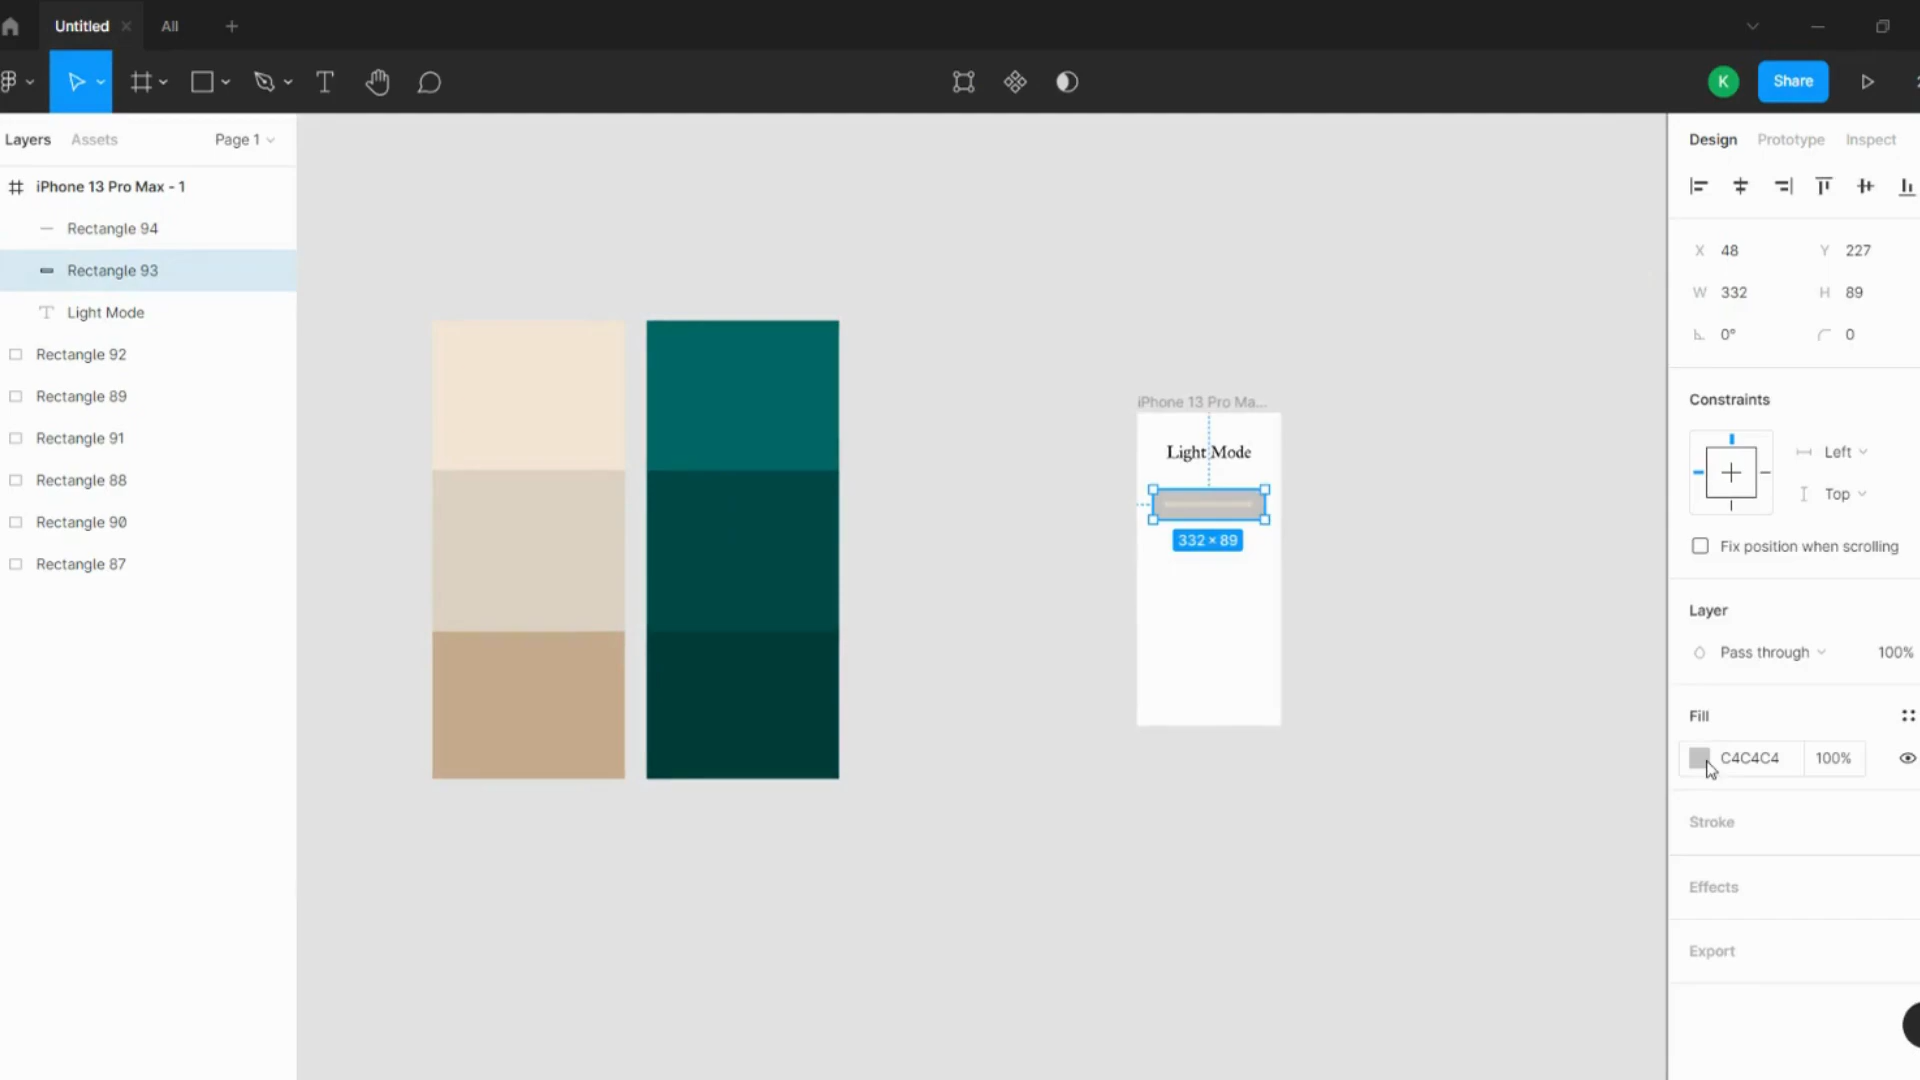 Untitled
All
K
Share
Layers
Assets
Page 1
iPhone 13 Pro Max - 1
Rectangle 94
Rectangle 93
Light Mode
Rectangle 92
Rectangle 89
Rectangle 91
Rectangle 88
Rectangle 90
Rectangle 87
iPhone 13 Pro Ma...
Light Mode
332 × 89
Design
Prototype
Inspect
X 48
Y 227
W 332
H 89
0°
0
Constraints
Left
Top
Fix position when scrolling
Layer
Pass through
100%
Fill
C4C4C4
100%
Stroke
Effects
Export